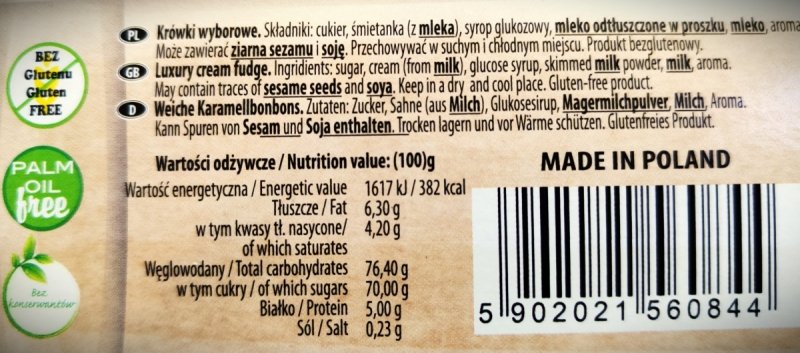 BEZ
Glutenu
Gluten
FREE
PALM
OIL
free
Bez
konserwantów
PL Krówki wyborowe. Składniki: cukier, śmietanka (z mleka), syrop glukozowy, mleko odtłuszczone w proszku, mleko, aroma
Może zawierać ziarna sezamu i soję. Przechowywać w suchym i chłodnym miejscu. Produkt bezglutenowy.
GB Luxury cream fudge. Ingridients: sugar, cream (from milk), glucose syrup, skimmed milk powder, milk, aroma.
May contain traces of sesame seeds and soya. Keep in a dry and cool place. Gluten-free product.
D Weiche Karamellbonbons. Zutaten: Zucker, Sahne (aus Milch), Glukosesirup, Magermilchpulver, Milch, Aroma.
Kann Spuren von Sesam und Soja enthalten. Trocken lagern und vor Wärme schützen. Glutenfreies Produkt.
Wartości odżywcze / Nutrition value: (100)g
Wartość energetyczna / Energetic value 1617 kJ / 382 kcal
Tłuszcze / Fat 6,30 g
w tym kwasy tł. nasycone/ 4,20 g
of which saturates
Węglowodany / Total carbohydrates 76,40 g
w tym cukry / of which sugars 70,00 g
Białko / Protein 5,00 g
Sól / Salt 0,23 g
MADE IN POLAND
5 902021 560844